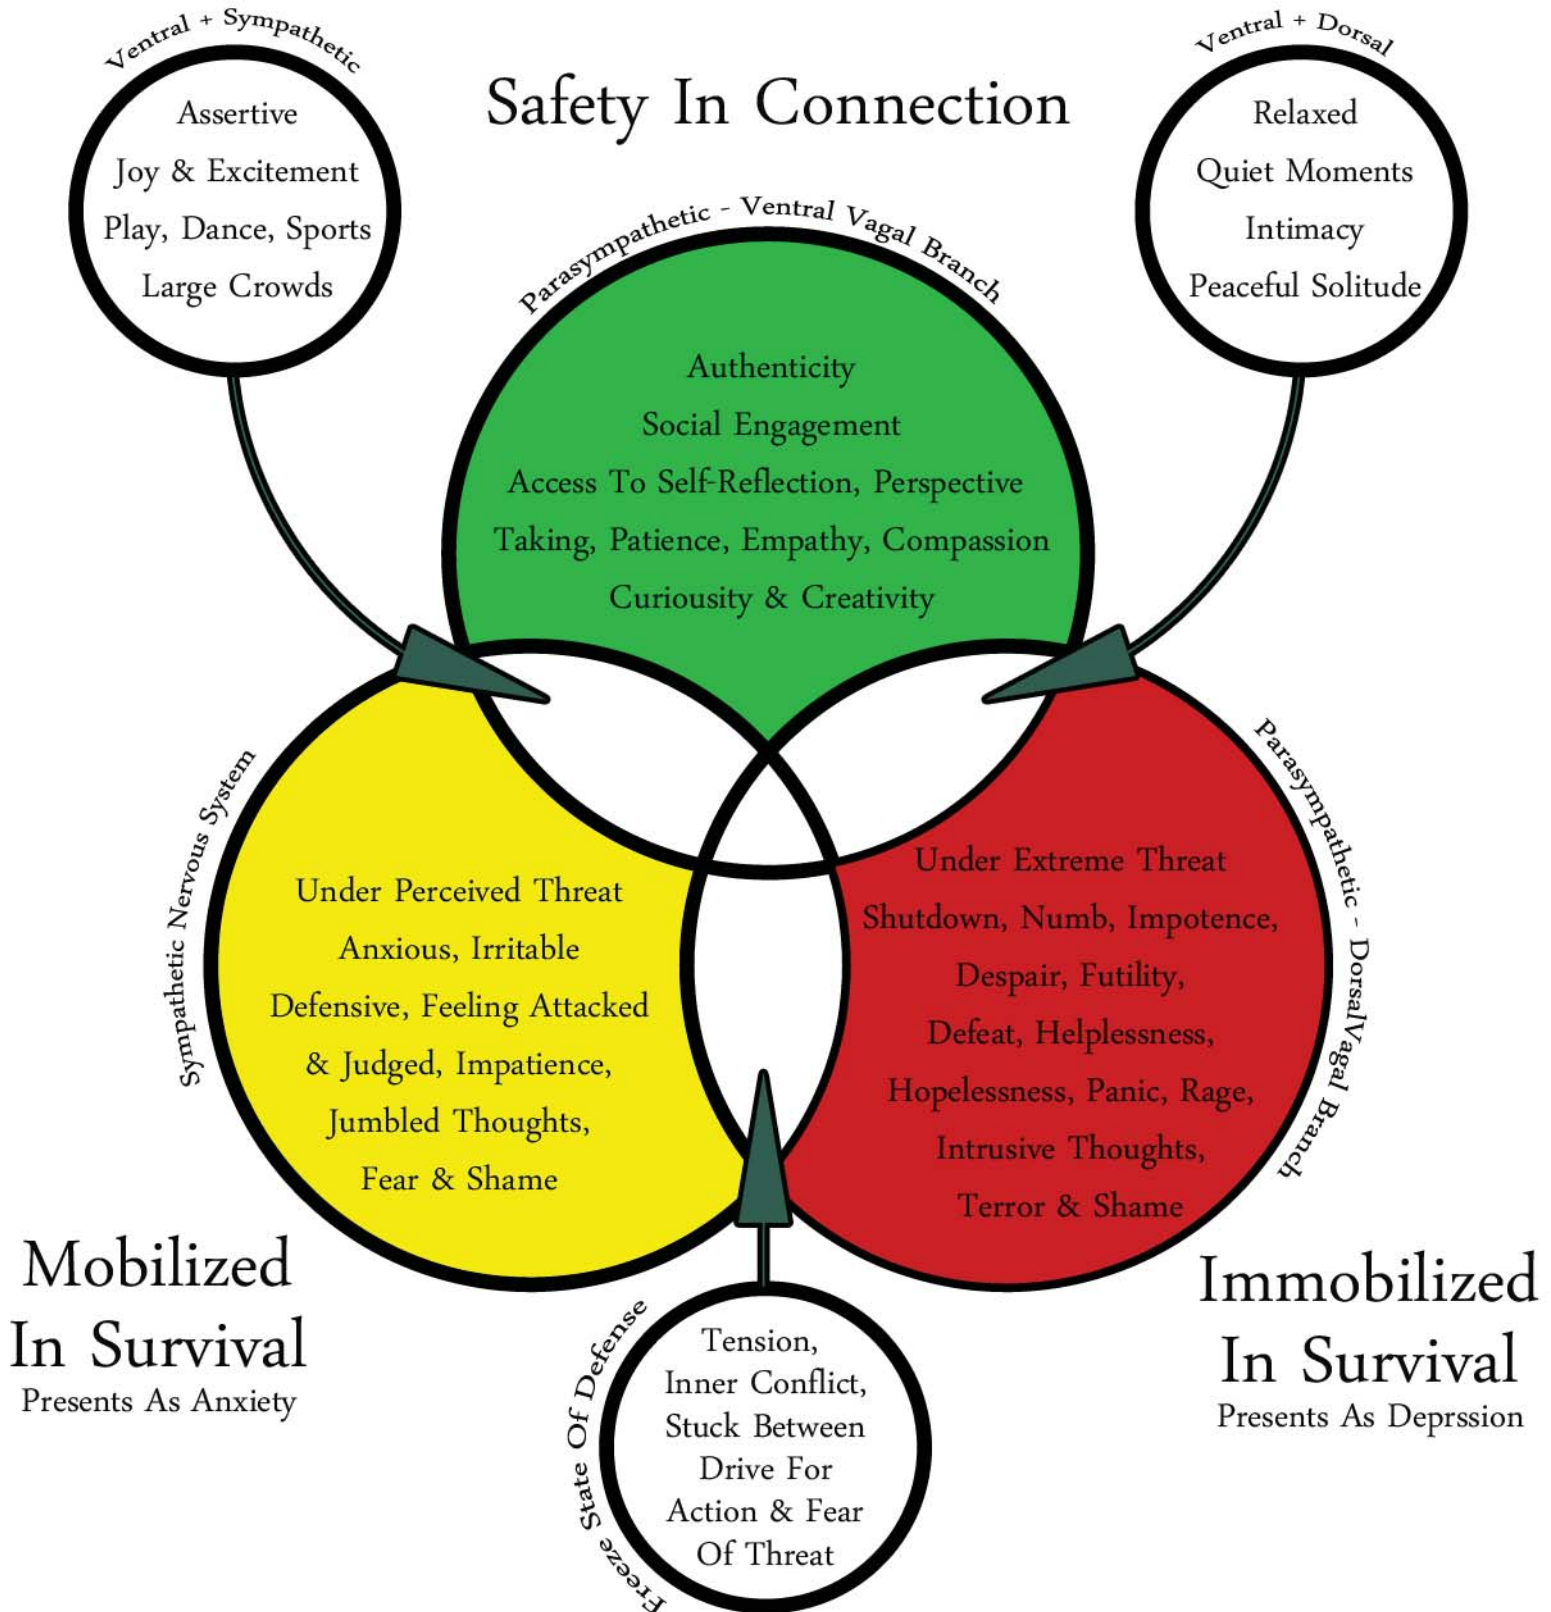 Ventral + Sympathetic
Assertive
Joy & Excitement
Play, Dance, Sports
Large Crowds
Safety In Connection
Ventral + Dorsal
Relaxed
Quiet Moments
Intimacy
Peaceful Solitude
Parasympathetic - Ventral Vagal Branch
Authenticity
Social Engagement
Access To Self-Reflection, Perspective
Taking, Patience, Empathy, Compassion
Curiousity & Creativity
Sympathetic Nervous System
Under Perceived Threat
Anxious, Irritable
Defensive, Feeling Attacked
& Judged, Impatience,
Jumbled Thoughts,
Fear & Shame
Parasympathetic - DorsalVagal Branch
Under Extreme Threat
Shutdown, Numb, Impotence,
Despair, Futility,
Defeat, Helplessness,
Hopelessness, Panic, Rage,
Intrusive Thoughts,
Terror & Shame
Mobilized
In Survival
Presents As Anxiety
Immobilized
In Survival
Presents As Deprssion
Freeze State Of Defense
Tension,
Inner Conflict,
Stuck Between
Drive For
Action & Fear
Of Threat